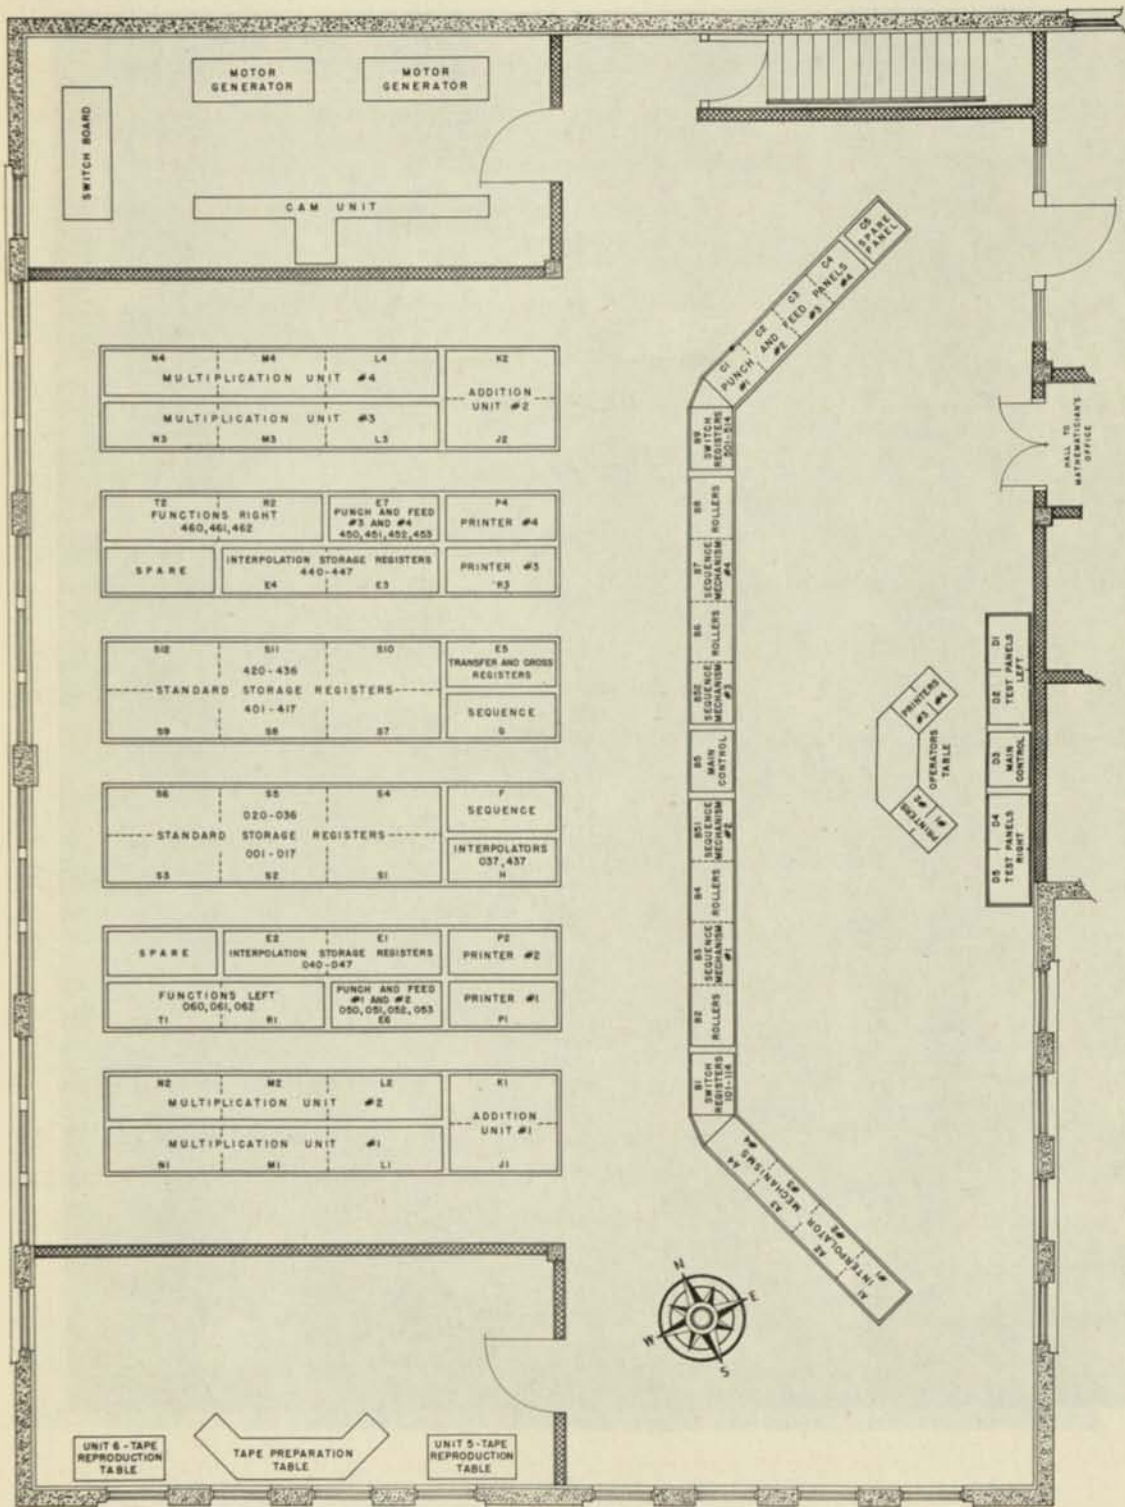 MOTOR
GENERATOR
MOTOR
GENERATOR
SWITCH BOARD
CAM UNIT
N4 M4 L4
MULTIPLICATION UNIT #4
MULTIPLICATION UNIT #3
N3 M3 L3
K2
ADDITION
UNIT #2
J2
T2 R2
FUNCTIONS RIGHT
460, 461, 462
E7
PUNCH AND FEED
#3 AND #4
450, 451, 452, 453
P4
PRINTER #4
SPARE
INTERPOLATION STORAGE REGISTERS
440-447
E4 E3
PRINTER #3
S12 S11 S10
420-436
STANDARD STORAGE REGISTERS
401-417
S9 S8 S7
E5
TRANSFER AND CROSS
REGISTERS
SEQUENCE
G
S6 S5 S4
020-036
STANDARD STORAGE REGISTERS
001-017
S3 S2 S1
F
SEQUENCE
INTERPOLATORS
037, 437
H
SPARE
E2 E1
INTERPOLATION STORAGE REGISTERS
040-047
P2
PRINTER #2
FUNCTIONS LEFT
060, 061, 062
T1 R1
PUNCH AND FEED
#1 AND #2
050, 051, 052, 053
E6
PRINTER #1
P1
N2 M2 L2
MULTIPLICATION UNIT #2
MULTIPLICATION UNIT #1
N1 M1 L1
K1
ADDITION
UNIT #1
J1
C5
SPARE
PANEL
C1 C2 C3 C4
PUNCH AND FEED PANELS
#1 #2 #3 #4
B9
SWITCH
REGISTERS
501-514
B8
ROLLERS
B7
SEQUENCE
MECHANISM
#4
B6
ROLLERS
B52
SEQUENCE
MECHANISM
#3
B5
MAIN
CONTROL
B51
SEQUENCE
MECHANISM
#2
B4
ROLLERS
B3
SEQUENCE
MECHANISM
#1
B2
ROLLERS
B1
SWITCH
REGISTERS
101-114
A4 A3 A2 A1
INTERPOLATOR MECHANISMS
#4 #3 #2 #1
HALL TO
MATHEMATICIAN'S
OFFICE
PRINTERS
#3 #4
OPERATORS
TABLE
PRINTERS
#2 #1
D2 D1
TEST PANELS
LEFT
D3
MAIN
CONTROL
D5 D4
TEST PANELS
RIGHT
N
E
W
S
UNIT 6-TAPE
REPRODUCTION
TABLE
TAPE PREPARATION
TABLE
UNIT 5-TAPE
REPRODUCTION
TABLE